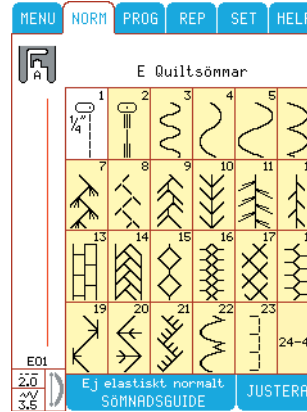 MENU NORM PROG REP SET HELP
A
E Quiltsömmar
1 2 3 4 5
1/4"
7 8 9 10 11
13 14 15 16 17
19 20 21 22 23
24-4
E01
2.0
3.5
Ej elastiskt normalt
SÖMNADSGUIDE
JUSTERA